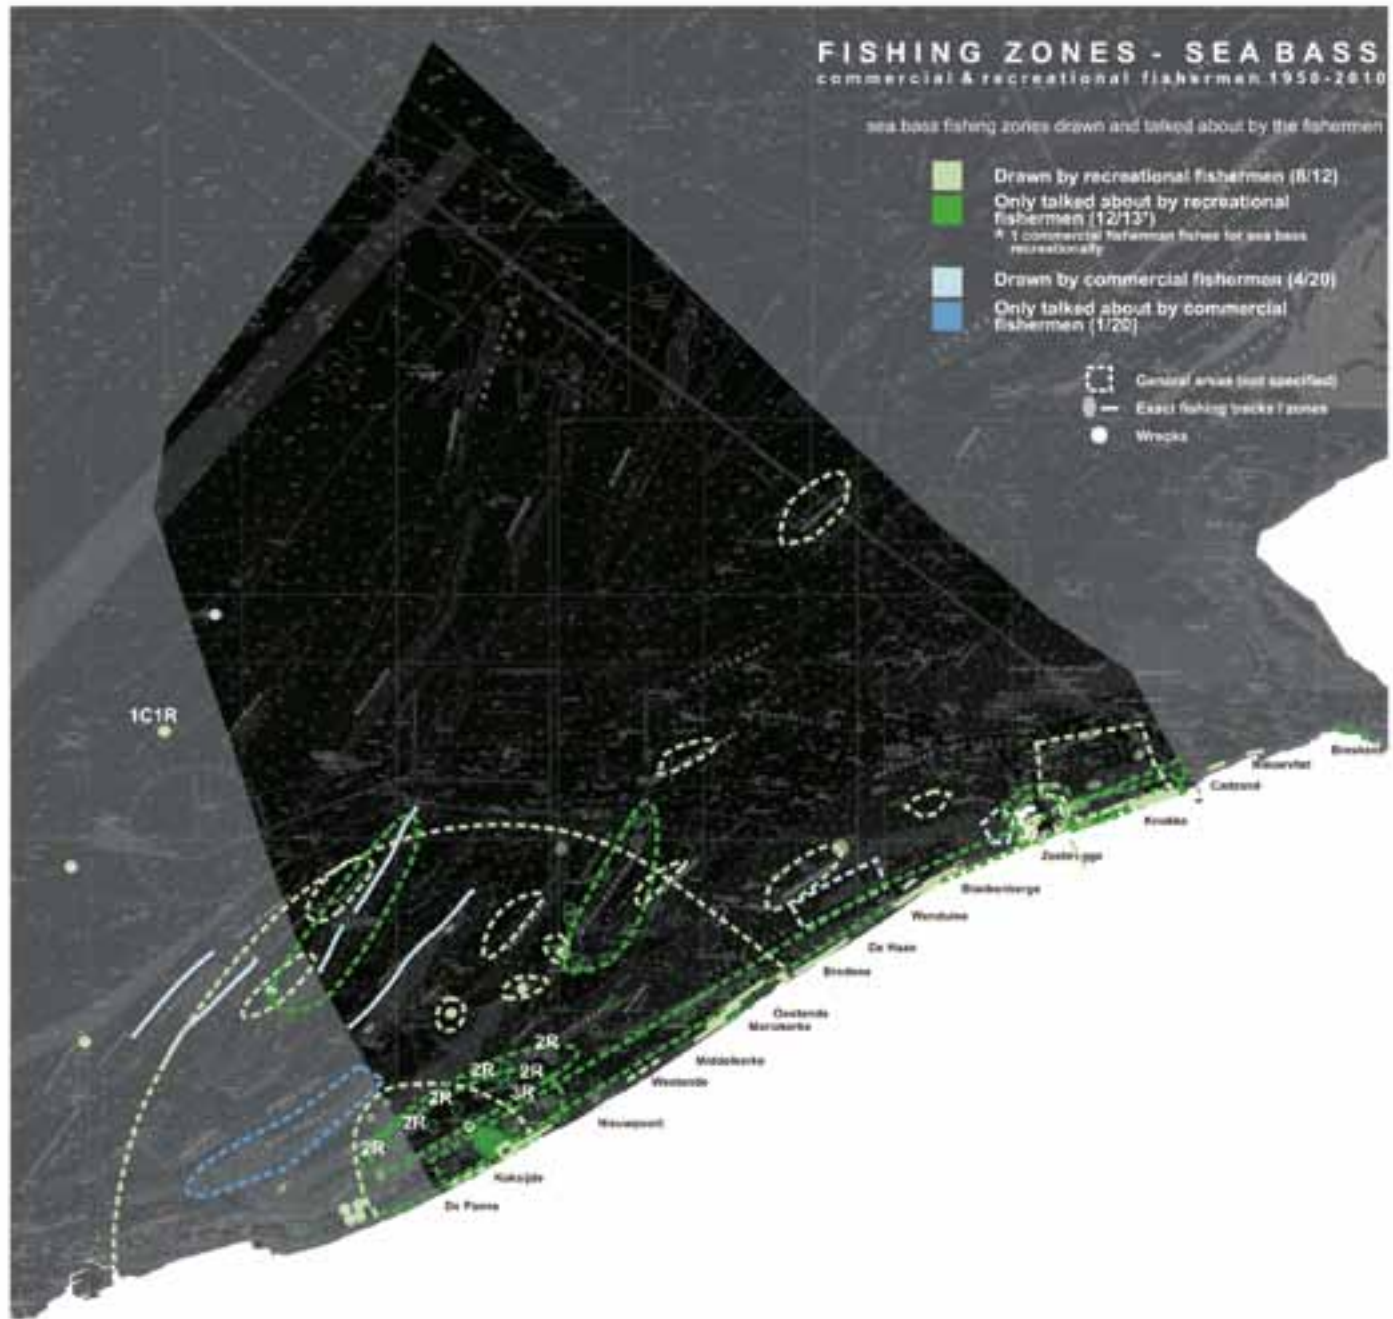 FISHING ZONES - SEA BASS
commercial & recreational fisherman 1950-2010
sea bass fishing zones drawn and talked about by the fishermen
Drawn by recreational fishermen (8/12)
Only talked about by recreational
fishermen (12/13*)
* 1 commercial fisherman fishes for sea bass
recreationally
Drawn by commercial fishermen (4/20)
Only talked about by commercial
fishermen (1/20)
General areas (not specified)
Exact fishing tracks / zones
Wrecks
1C1R
Breskens
Nieuwvliet
Cadzand
Knokke
Zeebrugge
Blankenberge
Wenduine
De Haan
Bredene
Oostende
Mariakerke
Middelkerke
Westende
Nieuwpoort
Koksijde
De Panne
2R
2R
2R
3R
2R
2R
2R